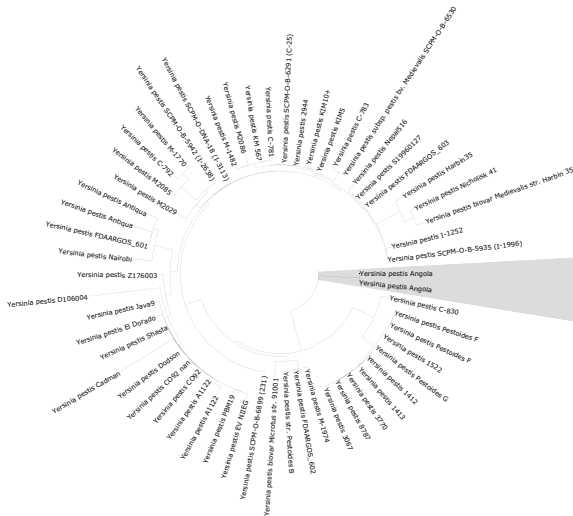 Yersinia pestis SCPM-O-B-6291 (C-25)
Yersinia pestis 2944
Yersinia pestis KIM10+
Yersinia pestis KIM5
Yersinia pestis C-783
Yersinia pestis subsp. pestis bv. Medievalis SCPM-O-B-6530
Yersinia pestis Nepal516
Yersinia pestis S19960127
Yersinia pestis FDAARGOS_603
Yersinia pestis Harbin35
Yersinia pestis Nicholisk 41
Yersinia pestis biovar Medievalis str. Harbin 35
Yersinia pestis I-1252
Yersinia pestis SCPM-O-B-5935 (I-1996)
Yersinia pestis Angola
Yersinia pestis Angola
Yersinia pestis C-830
Yersinia pestis Pestoides F
Yersinia pestis Pestoides F
Yersinia pestis 1522
Yersinia pestis Pestoides G
Yersinia pestis 1412
Yersinia pestis 1413
Yersinia pestis 3770
Yersinia pestis 8787
Yersinia pestis 3067
Yersinia pestis M-1974
Yersinia pestis FDAARGOS_602
Yersinia pestis str. Pestoides B
Yersinia pestis biovar Microtus str. 91001
Yersinia pestis SCPM-O-B-6899 (231)
Yersinia pestis EV NIIEG
Yersinia pestis PBM19
Yersinia pestis A1122
Yersinia pestis A1122
Yersinia pestis CO92
Yersinia pestis CO92_nan
Yersinia pestis Dodson
Yersinia pestis Cadman
Yersinia pestis Shasta
Yersinia pestis El Dorado
Yersinia pestis Java9
Yersinia pestis D106004
Yersinia pestis Z176003
Yersinia pestis Nairobi
Yersinia pestis FDAARGOS_601
Yersinia pestis Antiqua
Yersinia pestis Antiqua
Yersinia pestis M2029
Yersinia pestis M2085
Yersinia pestis C-792
Yersinia pestis M-1770
Yersinia pestis SCPM-O-B-5942 (I-2638)
Yersinia pestis SCPM-O-DNA-18 (I-3113)
Yersinia pestis M-1482
Yersinia pestis M2086
Yersinia pestis KM 567
Yersinia pestis C-781